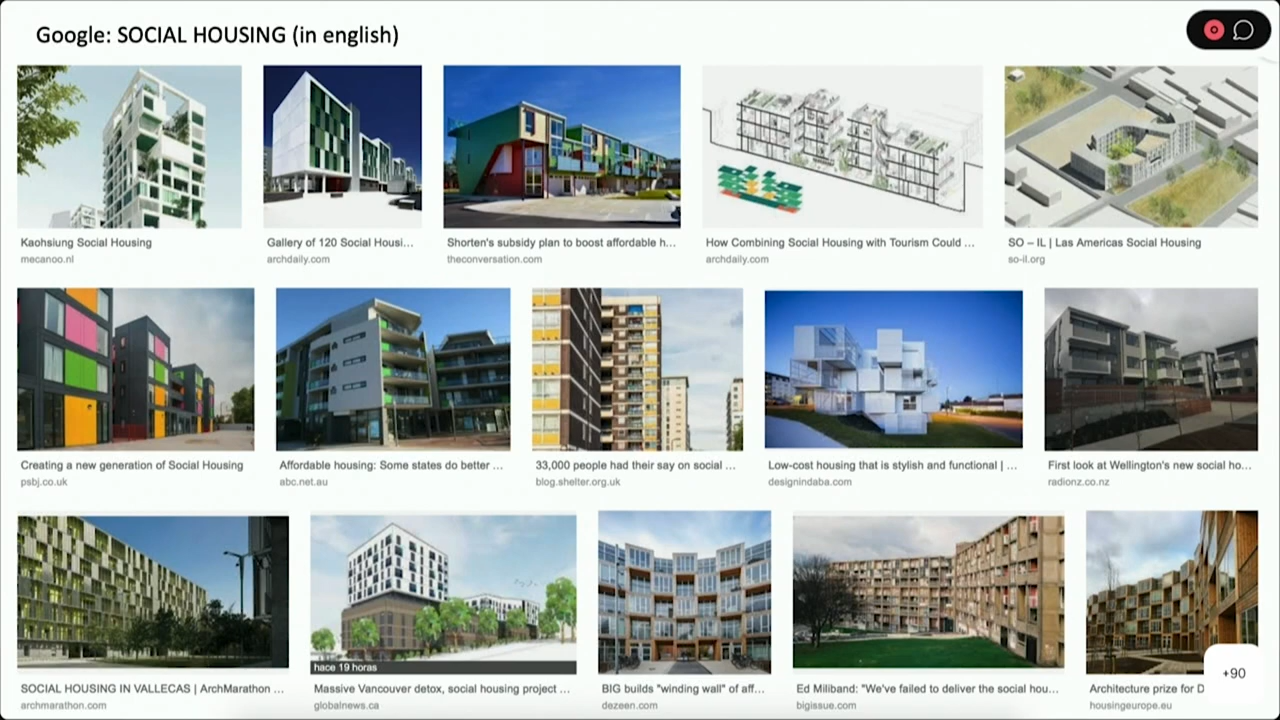 Google: SOCIAL HOUSING (in english)
Kaohsiung Social Housing
mecanoo.nl
Gallery of 120 Social Housi...
archdaily.com
Shorten's subsidy plan to boost affordable h...
theconversation.com
How Combining Social Housing with Tourism Could ...
archdaily.com
SO – IL | Las Americas Social Housing
so-il.org
Creating a new generation of Social Housing
psbj.co.uk
Affordable housing: Some states do better ...
abc.net.au
33,000 people had their say on social ...
blog.shelter.org.uk
Low-cost housing that is stylish and functional | ...
designindaba.com
First look at Wellington's new social ho...
radionz.co.nz
SOCIAL HOUSING IN VALLECAS | ArchMarathon ...
archmarathon.com
hace 19 horas
Massive Vancouver detox, social housing project ...
globalnews.ca
BIG builds "winding wall" of aff...
dezeen.com
Ed Miliband: "We've failed to deliver the social hou...
bigissue.com
Architecture prize for D
housingeurope.eu
+90